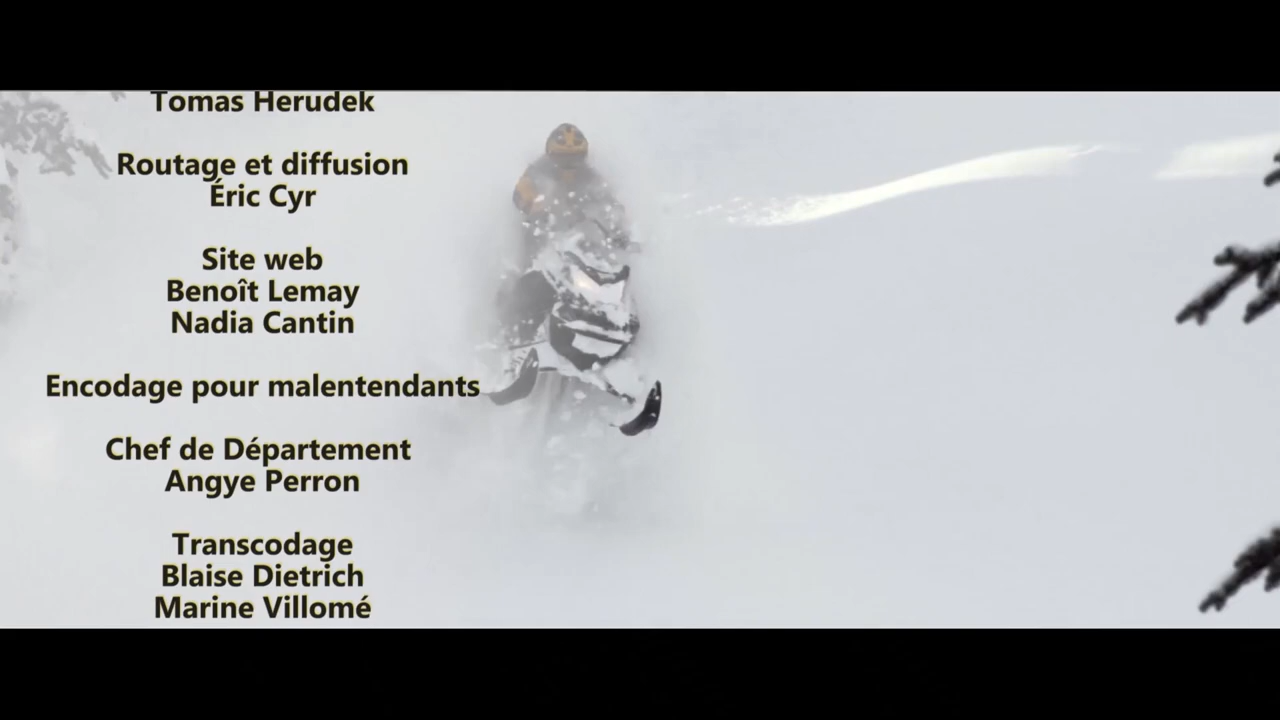 Tomas Herudek
Routage et diffusion
Éric Cyr
Site web
Benoît Lemay
Nadia Cantin
Encodage pour malentendants
Chef de Département
Angye Perron
Transcodage
Blaise Dietrich
Marine Villomé